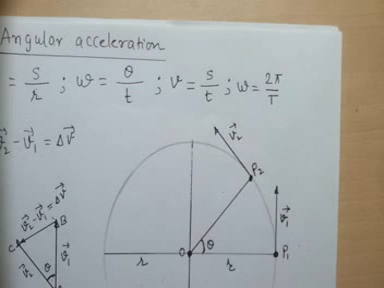 Angular acceleration
= s/r ; ω = θ/t ; v = s/t ; ω = 2π/T
v⃗₂ - v⃗₁ = Δv⃗
v⃗₂
P₂
v⃗₂-v⃗₁ = Δv⃗
B
v⃗₁
C
v⃗₁
v⃗₂
θ
O
θ
P₁
r
r